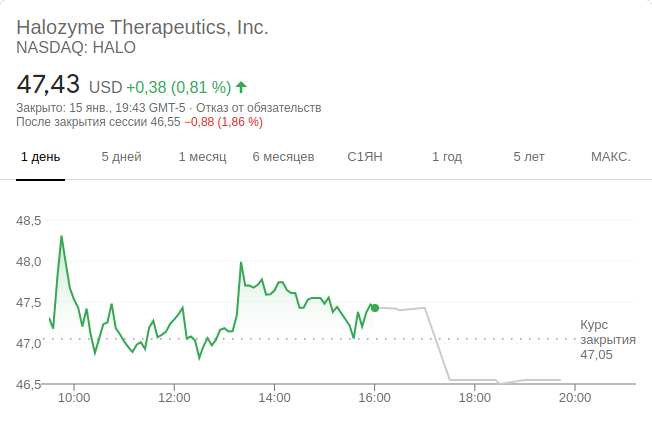 Halozyme Therapeutics, Inc.
NASDAQ: HALO
47,43 USD +0,38 (0,81 %)
Закрыто: 15 янв., 19:43 GMT-5 · Отказ от обязательств
После закрытия сессии 46,55 −0,88 (1,86 %)
1 день 5 дней 1 месяц 6 месяцев С1ЯН 1 год 5 лет МАКС.
48,5
48,0
47,5
Курс
закрытия
47,05
47,0
46,5
10:00 12:00 14:00 16:00 18:00 20:00